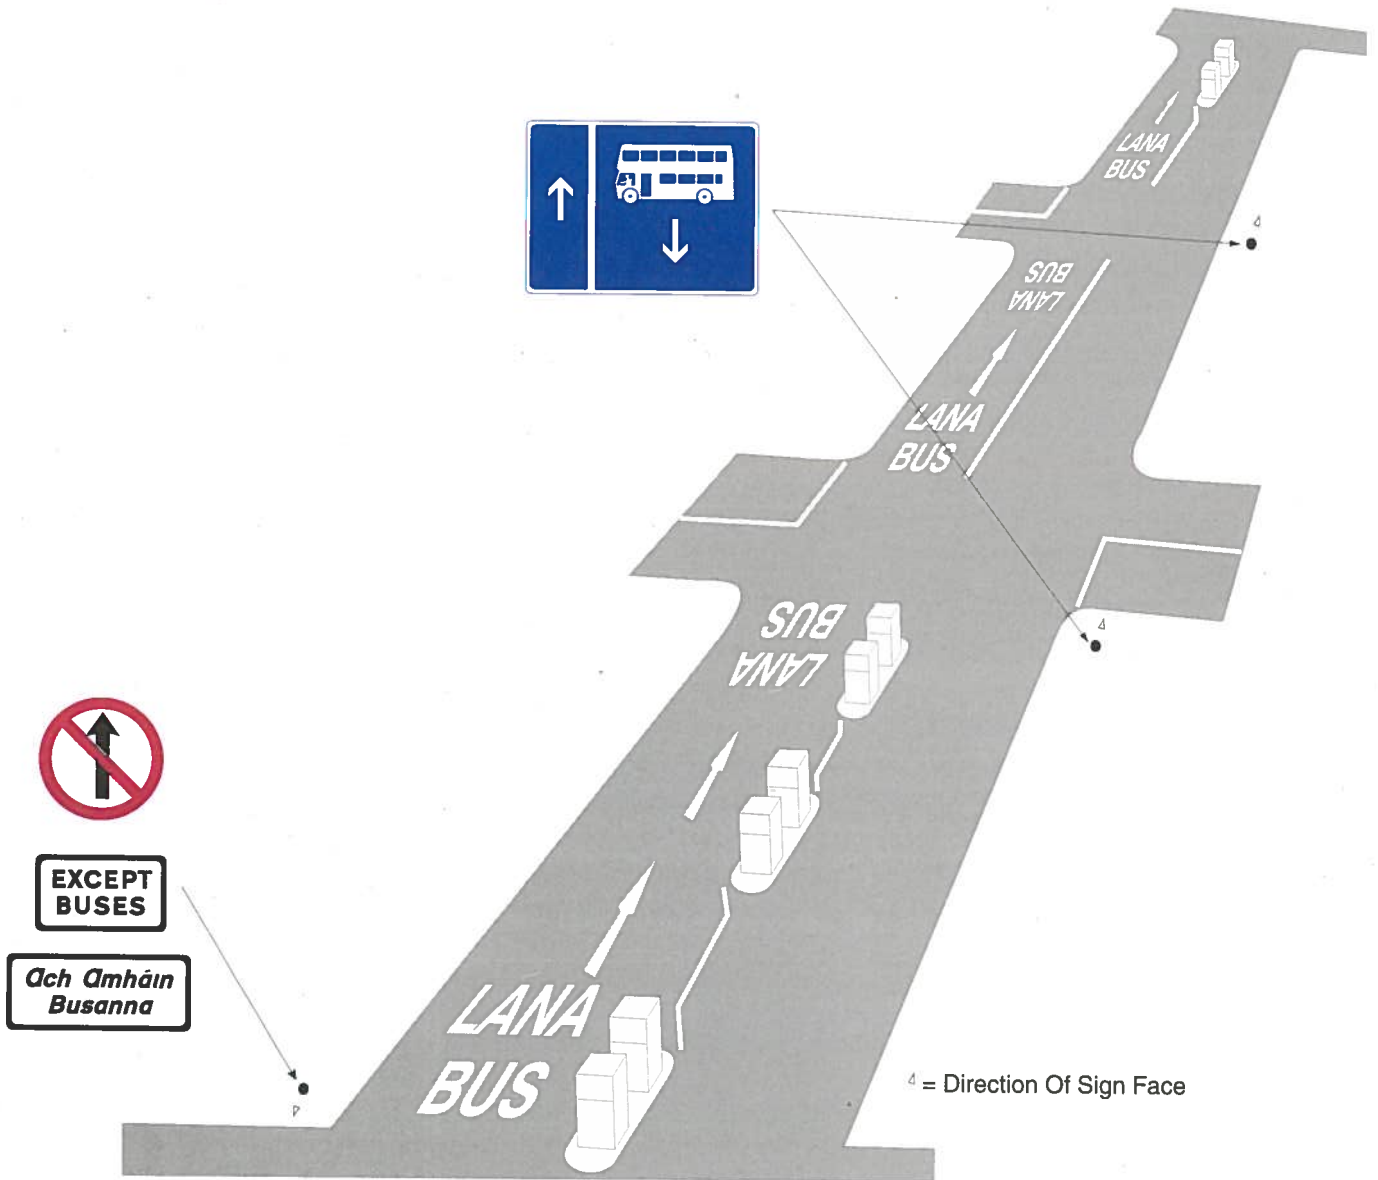 LANA
BUS
BUS
LANA
LANA
BUS
BUS
LANA
EXCEPT
BUSES
Ach Amháin
Busanna
LANA
BUS
= Direction Of Sign Face